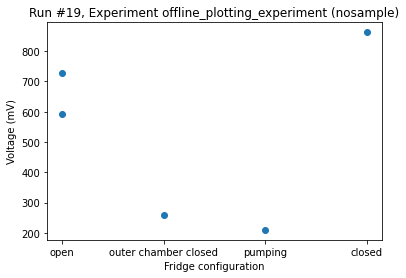 Run #19, Experiment offline_plotting_experiment (nosample)
Voltage (mV)
800
700
600
500
400
300
200
open outer chamber closed pumping closed
Fridge configuration